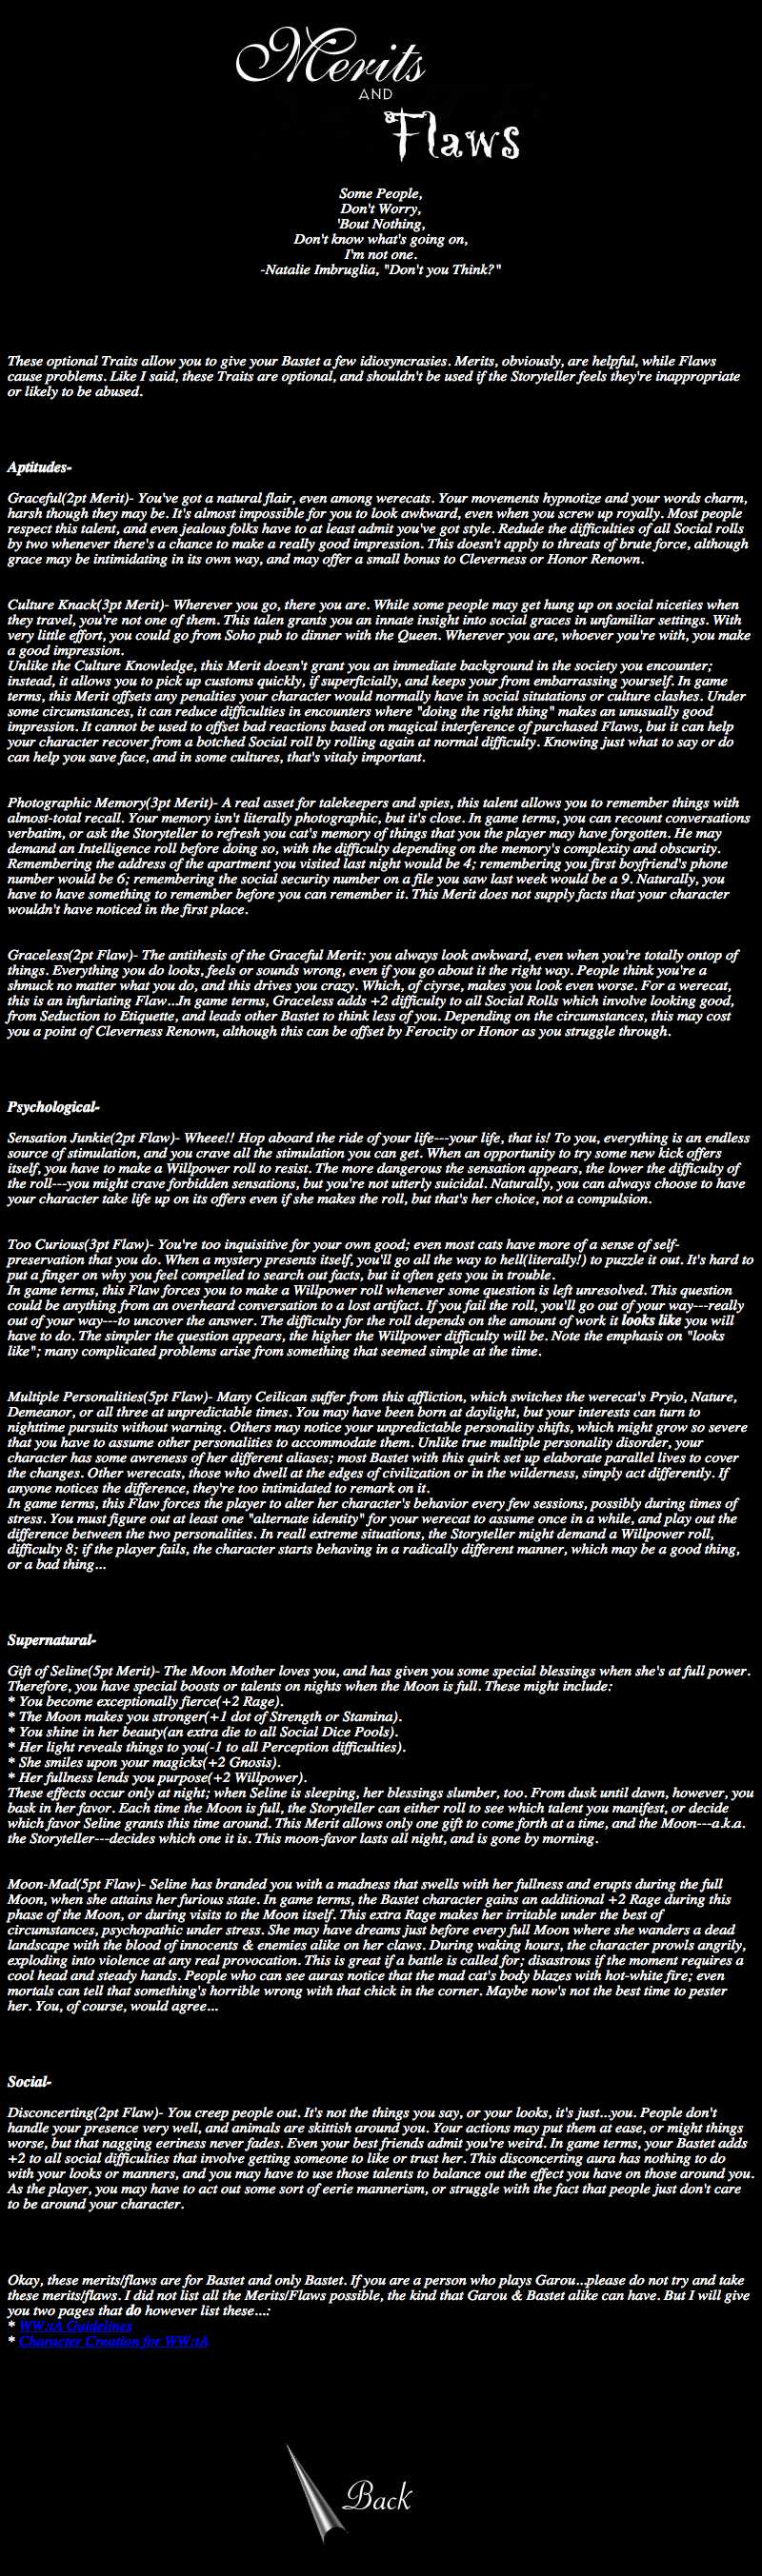 Merits
AND
Flaws
Some People,
Don't Worry,
'Bout Nothing,
Don't know what's going on,
I'm not one.
-Natalie Imbruglia, "Don't you Think?"
These optional Traits allow you to give your Bastet a few idiosyncrasies. Merits, obviously, are helpful, while Flaws
cause problems. Like I said, these Traits are optional, and shouldn't be used if the Storyteller feels they're inappropriate
or likely to be abused.
Aptitudes-
Graceful(2pt Merit)- You've got a natural flair, even among werecats. Your movements hypnotize and your words charm,
harsh though they may be. It's almost impossible for you to look awkward, even when you screw up royally. Most people
respect this talent, and even jealous folks have to at least admit you've got style. Redude the difficulties of all Social rolls
by two whenever there's a chance to make a really good impression. This doesn't apply to threats of brute force, although
grace may be intimidating in its own way, and may offer a small bonus to Cleverness or Honor Renown.
Culture Knack(3pt Merit)- Wherever you go, there you are. While some people may get hung up on social niceties when
they travel, you're not one of them. This talen grants you an innate insight into social graces in unfamiliar settings. With
very little effort, you could go from Soho pub to dinner with the Queen. Wherever you are, whoever you're with, you make
a good impression.
Unlike the Culture Knowledge, this Merit doesn't grant you an immediate background in the society you encounter;
instead, it allows you to pick up customs quickly, if superficially, and keeps your from embarrassing yourself. In game
terms, this Merit offsets any penalties your character would normally have in social situtations or culture clashes. Under
some circumstances, it can reduce difficulties in encounters where "doing the right thing" makes an unusually good
impression. It cannot be used to offset bad reactions based on magical interference of purchased Flaws, but it can help
your character recover from a botched Social roll by rolling again at normal difficulty. Knowing just what to say or do
can help you save face, and in some cultures, that's vitaly important.
Photographic Memory(3pt Merit)- A real asset for talekeepers and spies, this talent allows you to remember things with
almost-total recall. Your memory isn't literally photographic, but it's close. In game terms, you can recount conversations
verbatim, or ask the Storyteller to refresh you cat's memory of things that you the player may have forgotten. He may
demand an Intelligence roll before doing so, with the difficulty depending on the memory's complexity and obscurity.
Remembering the address of the apartment you visited last night would be 4; remembering you first boyfriend's phone
number would be 6; remembering the social security number on a file you saw last week would be a 9. Naturally, you
have to have something to remember before you can remember it. This Merit does not supply facts that your character
wouldn't have noticed in the first place.
Graceless(2pt Flaw)- The antithesis of the Graceful Merit: you always look awkward, even when you're totally ontop of
things. Everything you do looks, feels or sounds wrong, even if you go about it the right way. People think you're a
shmuck no matter what you do, and this drives you crazy. Which, of ciyrse, makes you look even worse. For a werecat,
this is an infuriating Flaw...In game terms, Graceless adds +2 difficulty to all Social Rolls which involve looking good,
from Seduction to Etiquette, and leads other Bastet to think less of you. Depending on the circumstances, this may cost
you a point of Cleverness Renown, although this can be offset by Ferocity or Honor as you struggle through.
Psychological-
Sensation Junkie(2pt Flaw)- Wheee!! Hop aboard the ride of your life---your life, that is! To you, everything is an endless
source of stimulation, and you crave all the stimulation you can get. When an opportunity to try some new kick offers
itself, you have to make a Willpower roll to resist. The more dangerous the sensation appears, the lower the difficulty of
the roll---you might crave forbidden sensations, but you're not utterly suicidal. Naturally, you can always choose to have
your character take life up on its offers even if she makes the roll, but that's her choice, not a compulsion.
Too Curious(3pt Flaw)- You're too inquisitive for your own good; even most cats have more of a sense of self-
preservation that you do. When a mystery presents itself, you'll go all the way to hell(literally!) to puzzle it out. It's hard to
put a finger on why you feel compelled to search out facts, but it often gets you in trouble.
In game terms, this Flaw forces you to make a Willpower roll whenever some question is left unresolved. This question
could be anything from an overheard conversation to a lost artifact. If you fail the roll, you'll go out of your way---really
out of your way---to uncover the answer. The difficulty for the roll depends on the amount of work it looks like you will
have to do. The simpler the question appears, the higher the Willpower difficulty will be. Note the emphasis on "looks
like"; many complicated problems arise from something that seemed simple at the time.
Multiple Personalities(5pt Flaw)- Many Ceilican suffer from this affliction, which switches the werecat's Pryio, Nature,
Demeanor, or all three at unpredictable times. You may have been born at daylight, but your interests can turn to
nighttime pursuits without warning. Others may notice your unpredictable personality shifts, which might grow so severe
that you have to assume other personalities to accommodate them. Unlike true multiple personality disorder, your
character has some awreness of her different aliases; most Bastet with this quirk set up elaborate parallel lives to cover
the changes. Other werecats, those who dwell at the edges of civilization or in the wilderness, simply act differently. If
anyone notices the difference, they're too intimidated to remark on it.
In game terms, this Flaw forces the player to alter her character's behavior every few sessions, possibly during times of
stress. You must figure out at least one "alternate identity" for your werecat to assume once in a while, and play out the
difference between the two personalities. In reall extreme situations, the Storyteller might demand a Willpower roll,
difficulty 8; if the player fails, the character starts behaving in a radically different manner, which may be a good thing,
or a bad thing...
Supernatural-
Gift of Seline(5pt Merit)- The Moon Mother loves you, and has given you some special blessings when she's at full power.
Therefore, you have special boosts or talents on nights when the Moon is full. These might include:
* You become exceptionally fierce(+2 Rage).
* The Moon makes you stronger(+1 dot of Strength or Stamina).
* You shine in her beauty(an extra die to all Social Dice Pools).
* Her light reveals things to you(-1 to all Perception difficulties).
* She smiles upon your magicks(+2 Gnosis).
* Her fullness lends you purpose(+2 Willpower).
These effects occur only at night; when Seline is sleeping, her blessings slumber, too. From dusk until dawn, however, you
bask in her favor. Each time the Moon is full, the Storyteller can either roll to see which talent you manifest, or decide
which favor Seline grants this time around. This Merit allows only one gift to come forth at a time, and the Moon---a.k.a.
the Storyteller---decides which one it is. This moon-favor lasts all night, and is gone by morning.
Moon-Mad(5pt Flaw)- Seline has branded you with a madness that swells with her fullness and erupts during the full
Moon, when she attains her furious state. In game terms, the Bastet character gains an additional +2 Rage during this
phase of the Moon, or during visits to the Moon itself. This extra Rage makes her irritable under the best of
circumstances, psychopathic under stress. She may have dreams just before every full Moon where she wanders a dead
landscape with the blood of innocents & enemies alike on her claws. During waking hours, the character prowls angrily,
exploding into violence at any real provocation. This is great if a battle is called for; disastrous if the moment requires a
cool head and steady hands. People who can see auras notice that the mad cat's body blazes with hot-white fire; even
mortals can tell that something's horrible wrong with that chick in the corner. Maybe now's not the best time to pester
her. You, of course, would agree...
Social-
Disconcerting(2pt Flaw)- You creep people out. It's not the things you say, or your looks, it's just...you. People don't
handle your presence very well, and animals are skittish around you. Your actions may put them at ease, or might things
worse, but that nagging eeriness never fades. Even your best friends admit you're weird. In game terms, your Bastet adds
+2 to all social difficulties that involve getting someone to like or trust her. This disconcerting aura has nothing to do
with your looks or manners, and you may have to use those talents to balance out the effect you have on those around you.
As the player, you may have to act out some sort of eerie mannerism, or struggle with the fact that people just don't care
to be around your character.
Okay, these merits/flaws are for Bastet and only Bastet. If you are a person who plays Garou...please do not try and take
these merits/flaws. I did not list all the Merits/Flaws possible, the kind that Garou & Bastet alike can have. But I will give
you two pages that do however list these...:
* WW:tA Guidelines
* Character Creation for WW:tA
Back